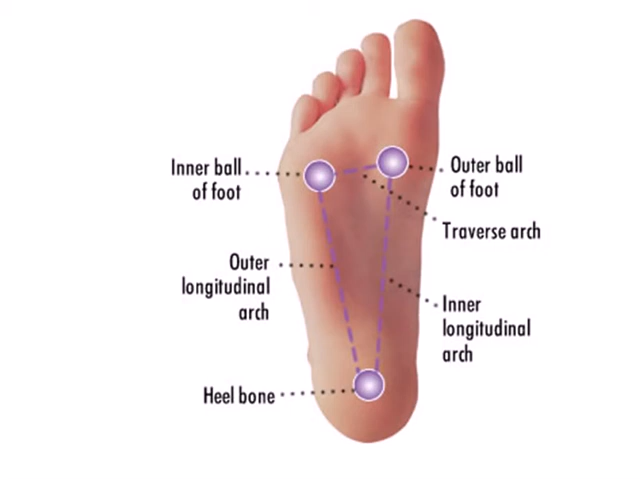 Inner ball
of foot
Outer ball
of foot
Traverse arch
Outer
longitudinal
arch
Inner
longitudinal
arch
Heel bone